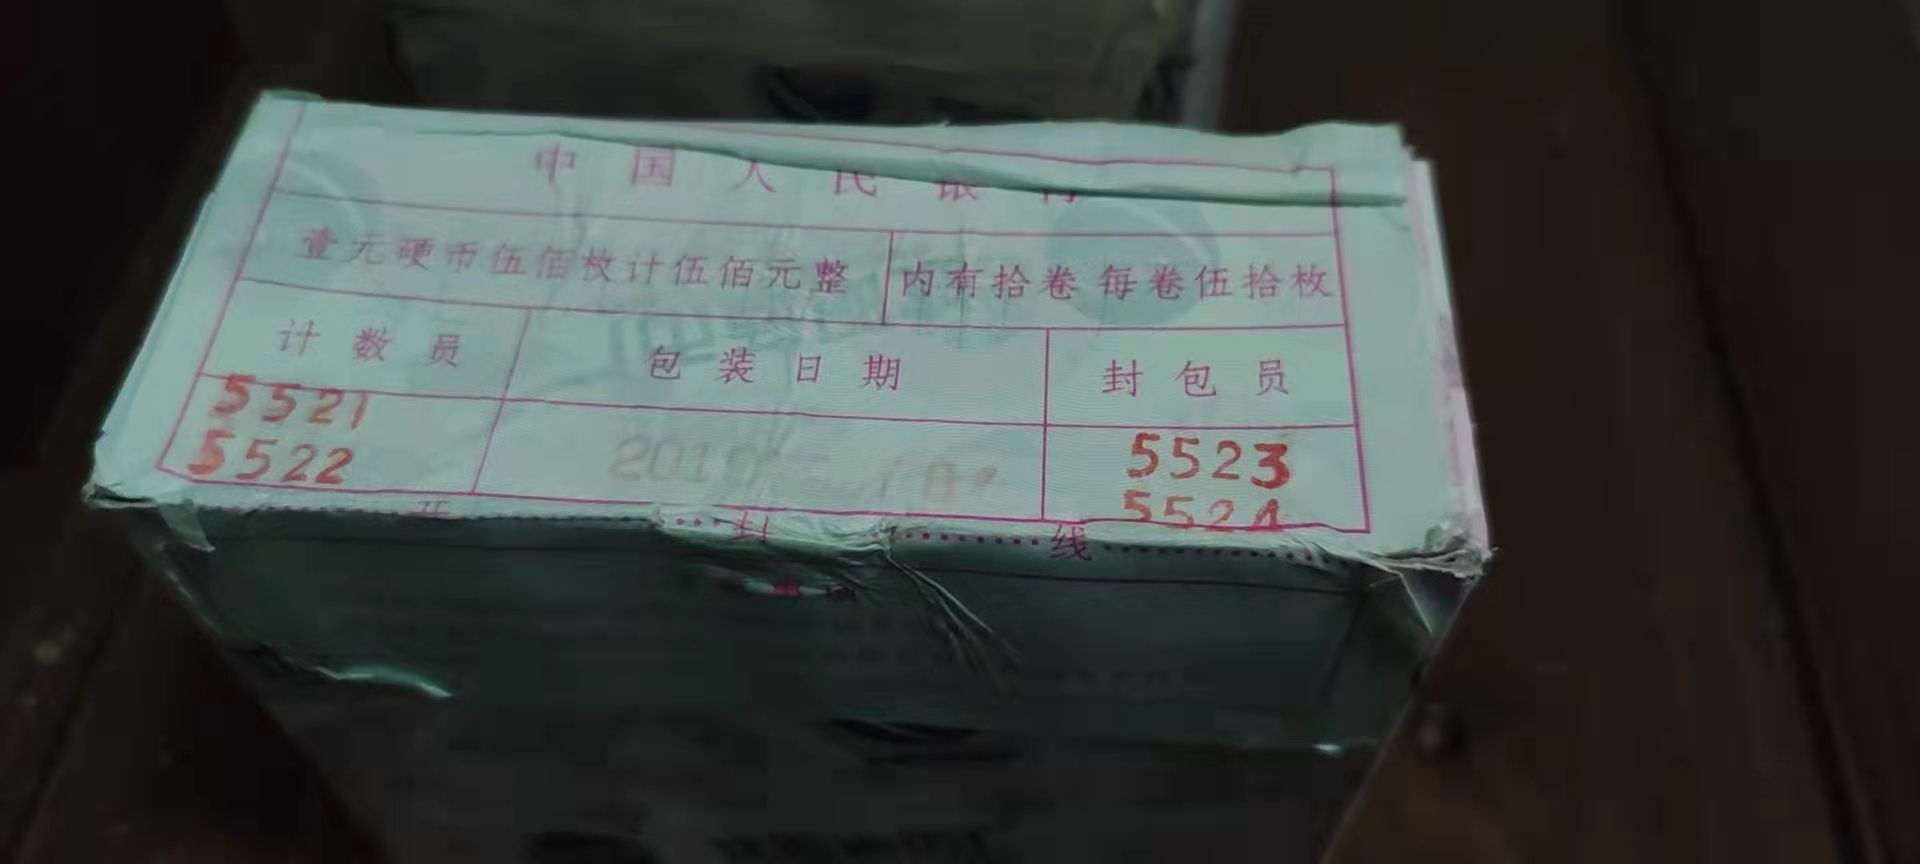 中国人民银行
壹元硬币伍佰枚计伍佰元整 内有拾卷 每卷伍拾枚
计数员 包装日期 封包员
5521 5523
5522 2010 5524
开封线